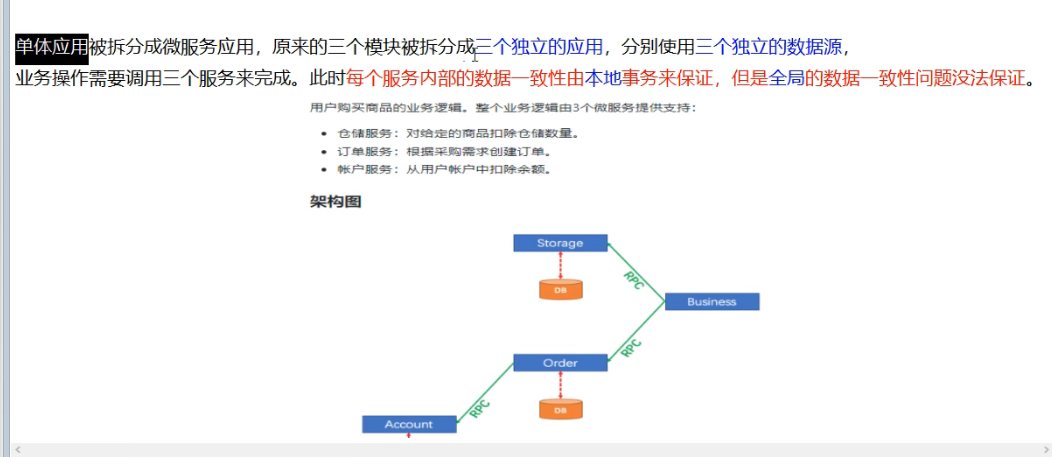 单体应用被拆分成微服务应用，原来的三个模块被拆分成三个独立的应用，分别使用三个独立的数据源，
业务操作需要调用三个服务来完成。此时每个服务内部的数据一致性由本地事务来保证，但是全局的数据一致性问题没法保证。
用户购买商品的业务逻辑。整个业务逻辑由3个微服务提供支持：
• 仓储服务：对给定的商品扣除仓储数量。
• 订单服务：根据采购需求创建订单。
• 帐户服务：从用户帐户中扣除余额。
架构图
Storage
RPC
DB
Business
RPC
Order
RPC
DB
Account